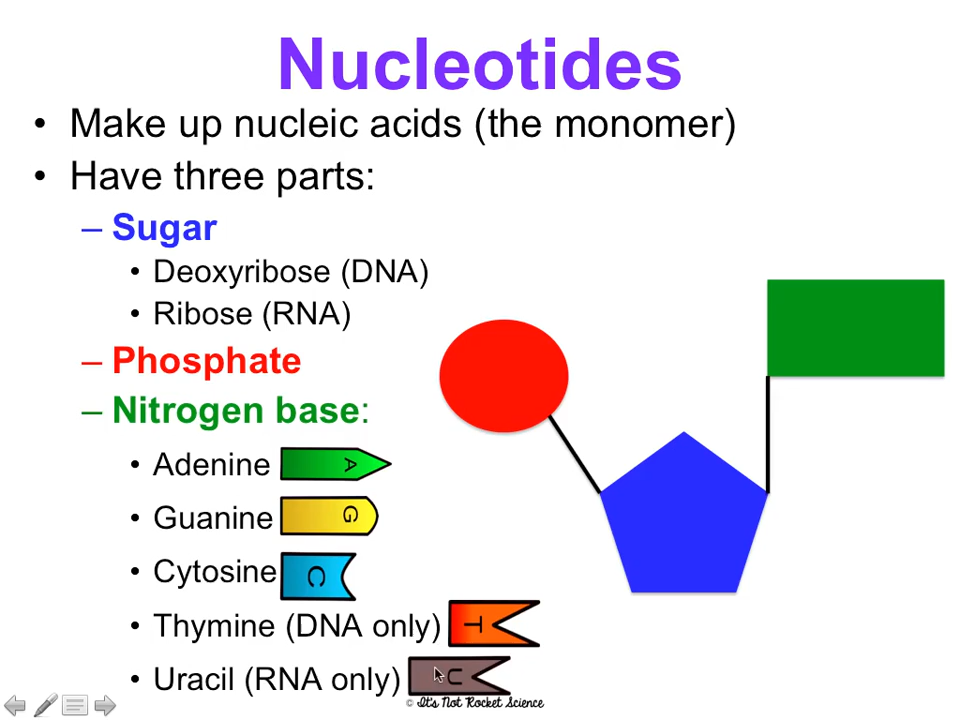 Nucleotides
• Make up nucleic acids (the monomer)
• Have three parts:
– Sugar
• Deoxyribose (DNA)
• Ribose (RNA)
– Phosphate
– Nitrogen base:
• Adenine A
• Guanine G
• Cytosine C
• Thymine (DNA only) T
• Uracil (RNA only) U
© It's Not Rocket Science